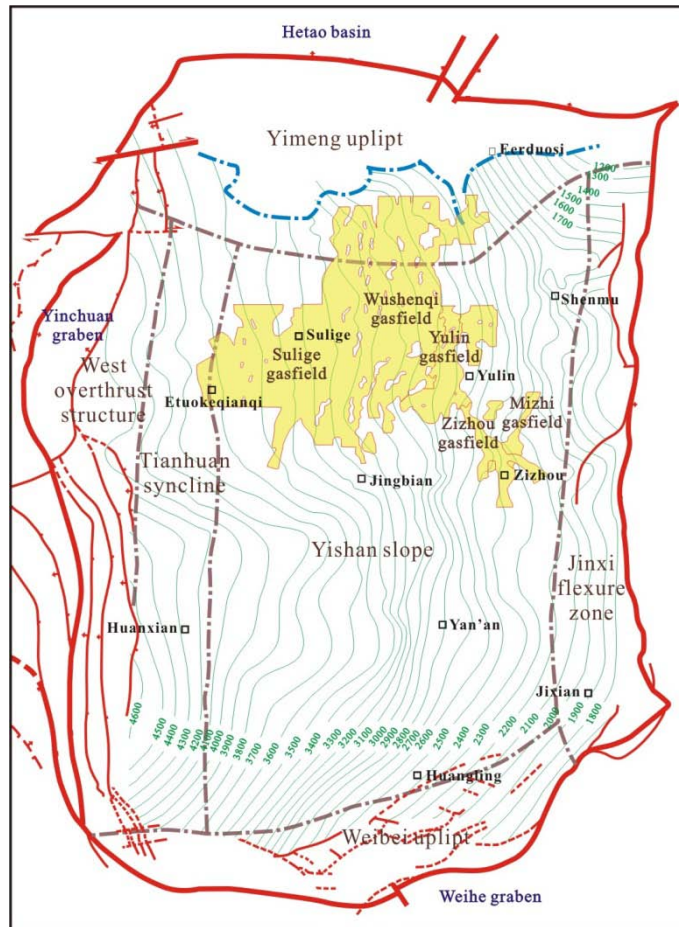 Hetao basin
Yimeng uplipt
Eerduosi
1200
1300
1400
1500
1600
1700
Shenmu
Yinchuan
graben
Wushenqi
gasfield
Sulige
Sulige
gasfield
Yulin
gasfield
West
overthrust
structure
Yulin
Etuokeqianqi
Mizhi
gasfield
Zizhou
gasfield
Tianhuan
syncline
Jingbian
Zizhou
Yishan slope
Jinxi
flexure
zone
Huanxian
Yan'an
Jixian
4600
4500
4400
4300
4200
4100
4000
3900
3800
3700
3600
3500
3400
3300
3200
3100
3000
2900
2800
2700
2600
2500
2400
2300
2200
2100
2000
1900
1800
Huangling
Weibei uplipt
Weihe graben